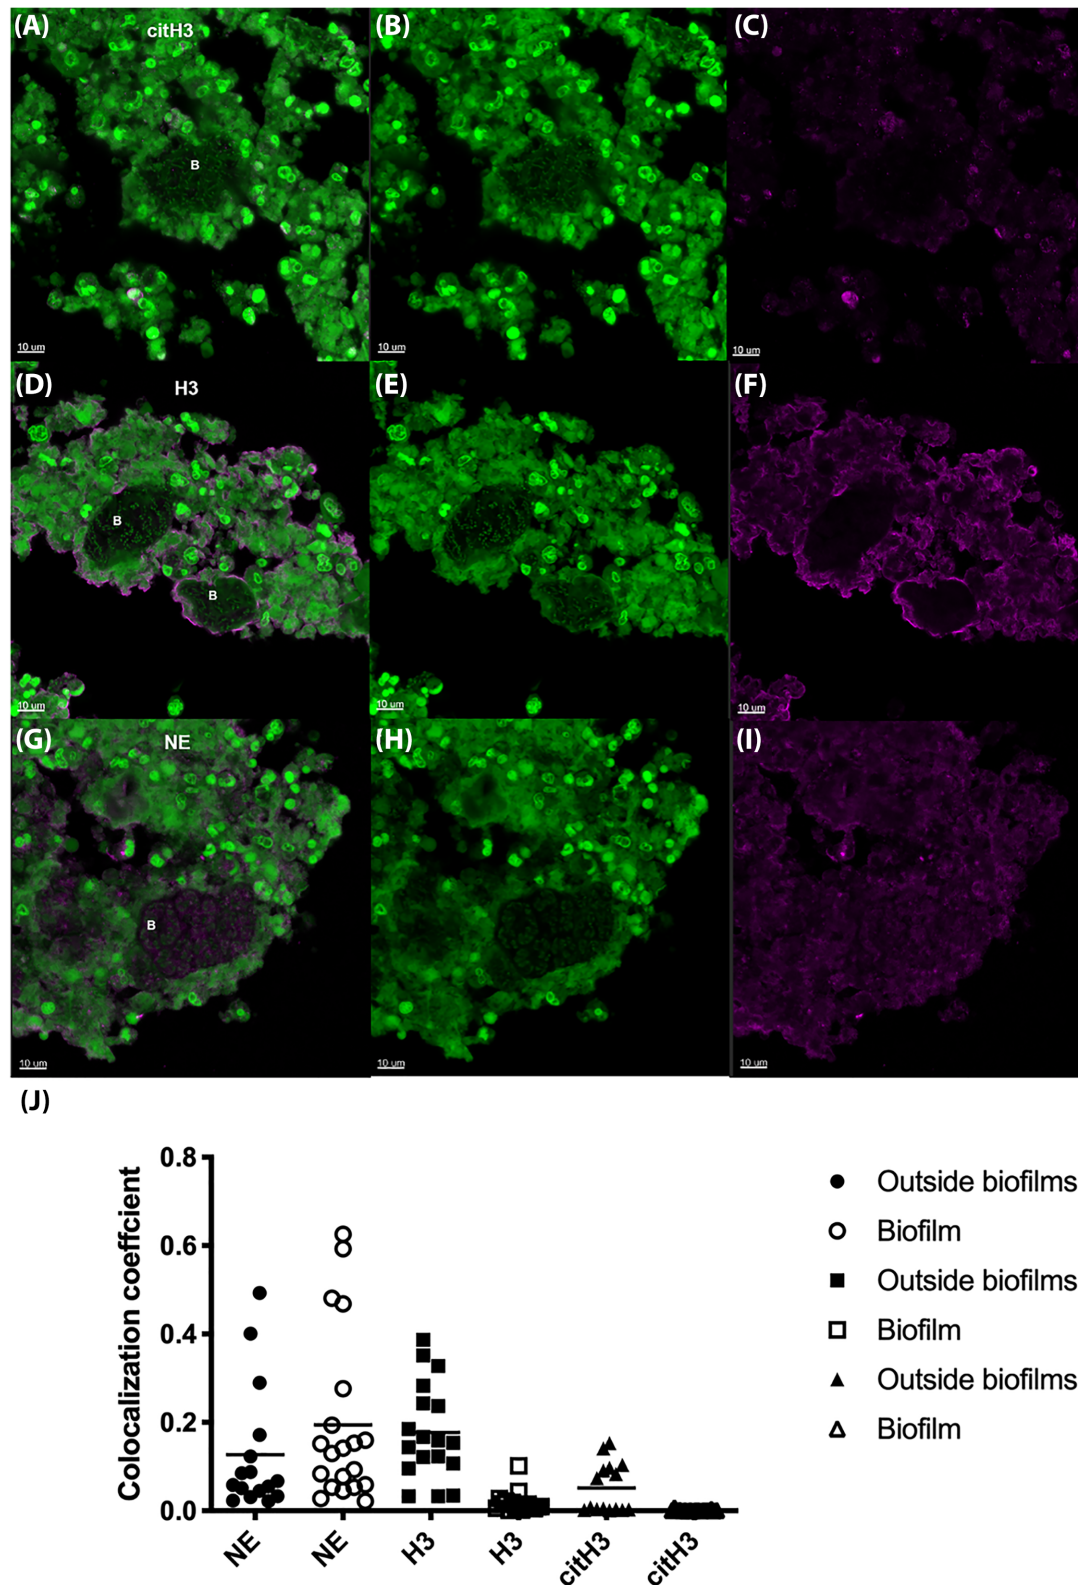 (A) citH3 (B) (C)
B
10 um 10 um 10 um
(D) H3 (E) (F)
B
B
10 um 10 um 10 um
(G) NE (H) (I)
B
10 um 10 um 10 um
(J)
Colocalization coeffcient
0.8
0.6
0.4
0.2
0.0
NE NE H3 H3 citH3 citH3
Outside biofilms
Biofilm
Outside biofilms
Biofilm
Outside biofilms
Biofilm